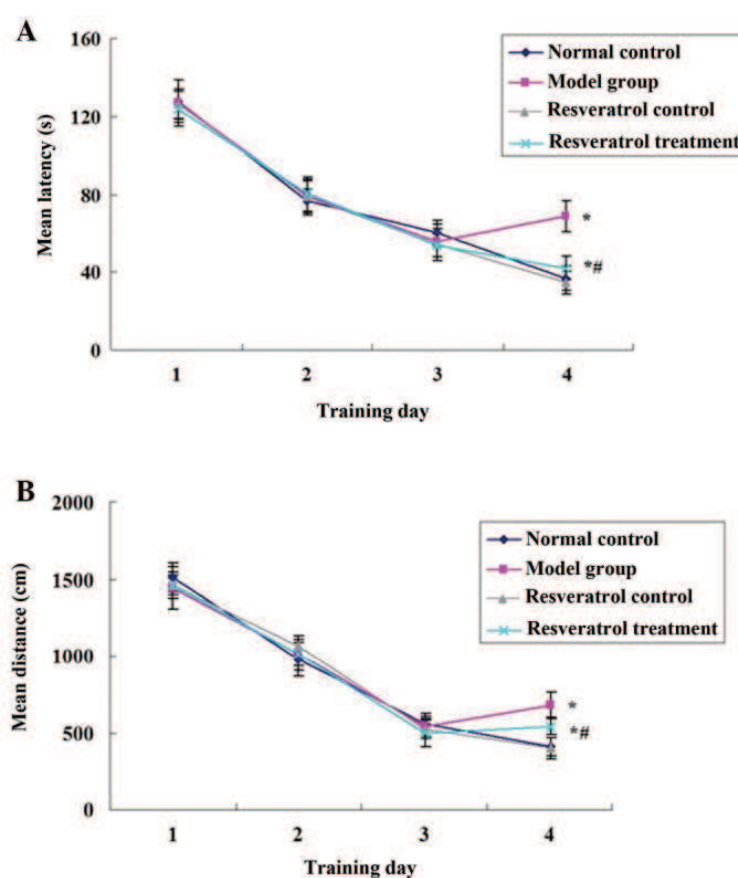 A
160
120
80
40
0
Mean latency (s)
Normal control
Model group
Resveratrol control
Resveratrol treatment
*
*#
1 2 3 4
Training day
B
2000
1500
1000
500
0
Mean distance (cm)
Normal control
Model group
Resveratrol control
Resveratrol treatment
*
*#
1 2 3 4
Training day